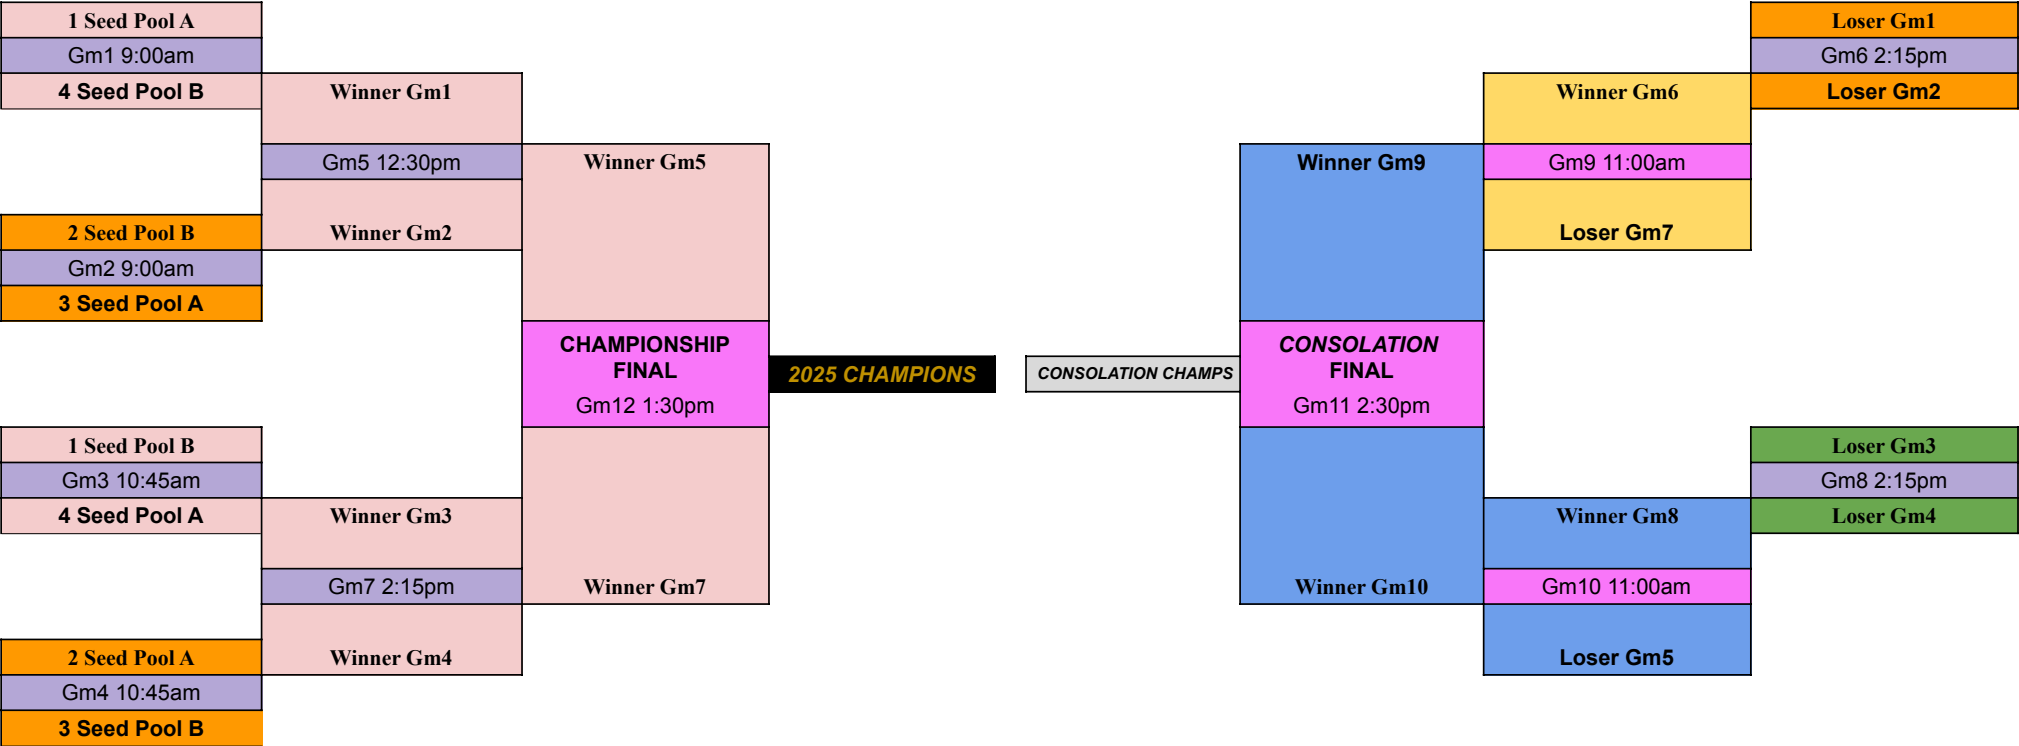 1 Seed Pool A
Gm1 9:00am
4 Seed Pool B
Winner Gm1
Gm5 12:30pm
Winner Gm2
2 Seed Pool B
Gm2 9:00am
3 Seed Pool A
Winner Gm5
CHAMPIONSHIP
FINAL
Gm12 1:30pm
2025 CHAMPIONS
1 Seed Pool B
Gm3 10:45am
4 Seed Pool A
Winner Gm3
Gm7 2:15pm
Winner Gm4
2 Seed Pool A
Gm4 10:45am
3 Seed Pool B
Winner Gm7
Loser Gm1
Gm6 2:15pm
Loser Gm2
Winner Gm6
Gm9 11:00am
Loser Gm7
Winner Gm9
CONSOLATION
FINAL
Gm11 2:30pm
CONSOLATION CHAMPS
Loser Gm3
Gm8 2:15pm
Loser Gm4
Winner Gm8
Gm10 11:00am
Loser Gm5
Winner Gm10